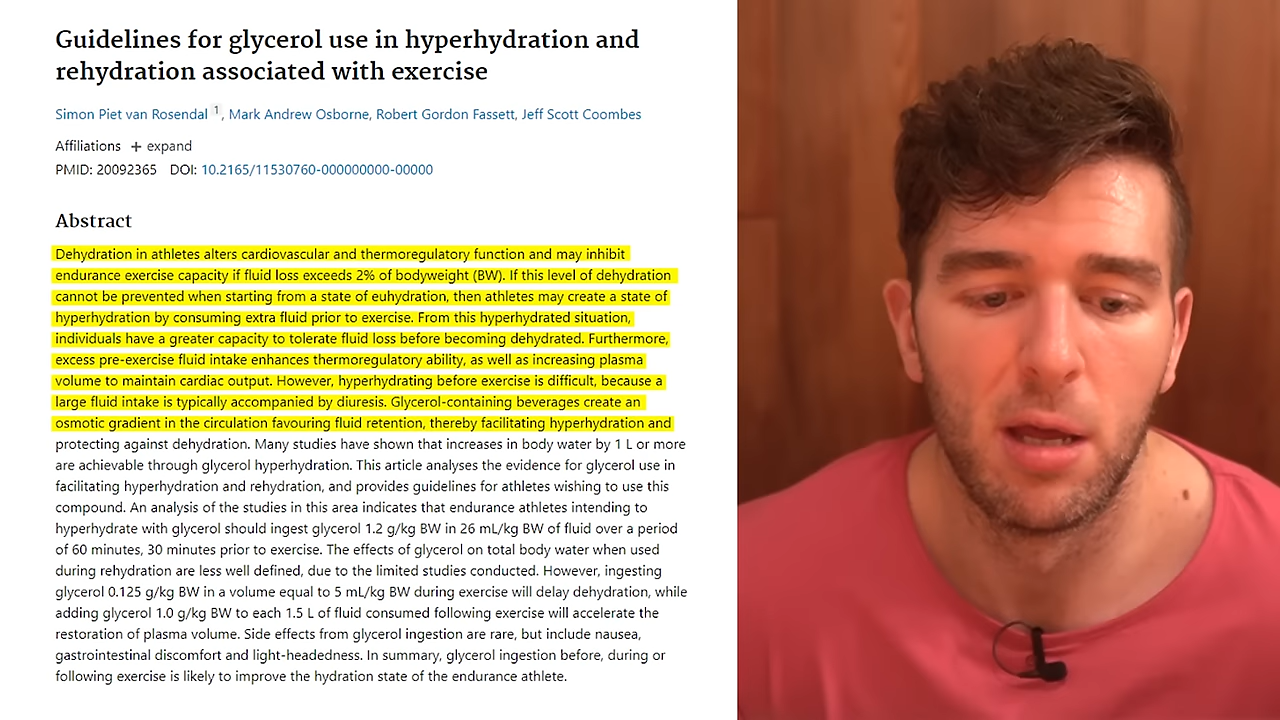 Guidelines for glycerol use in hyperhydration and
rehydration associated with exercise
Simon Piet van Rosendal 1, Mark Andrew Osborne, Robert Gordon Fassett, Jeff Scott Coombes
Affiliations + expand
PMID: 20092365 DOI: 10.2165/11530760-000000000-00000
Abstract
Dehydration in athletes alters cardiovascular and thermoregulatory function and may inhibit
endurance exercise capacity if fluid loss exceeds 2% of bodyweight (BW). If this level of dehydration
cannot be prevented when starting from a state of euhydration, then athletes may create a state of
hyperhydration by consuming extra fluid prior to exercise. From this hyperhydrated situation,
individuals have a greater capacity to tolerate fluid loss before becoming dehydrated. Furthermore,
excess pre-exercise fluid intake enhances thermoregulatory ability, as well as increasing plasma
volume to maintain cardiac output. However, hyperhydrating before exercise is difficult, because a
large fluid intake is typically accompanied by diuresis. Glycerol-containing beverages create an
osmotic gradient in the circulation favouring fluid retention, thereby facilitating hyperhydration and
protecting against dehydration. Many studies have shown that increases in body water by 1 L or more
are achievable through glycerol hyperhydration. This article analyses the evidence for glycerol use in
facilitating hyperhydration and rehydration, and provides guidelines for athletes wishing to use this
compound. An analysis of the studies in this area indicates that endurance athletes intending to
hyperhydrate with glycerol should ingest glycerol 1.2 g/kg BW in 26 mL/kg BW of fluid over a period
of 60 minutes, 30 minutes prior to exercise. The effects of glycerol on total body water when used
during rehydration are less well defined, due to the limited studies conducted. However, ingesting
glycerol 0.125 g/kg BW in a volume equal to 5 mL/kg BW during exercise will delay dehydration, while
adding glycerol 1.0 g/kg BW to each 1.5 L of fluid consumed following exercise will accelerate the
restoration of plasma volume. Side effects from glycerol ingestion are rare, but include nausea,
gastrointestinal discomfort and light-headedness. In summary, glycerol ingestion before, during or
following exercise is likely to improve the hydration state of the endurance athlete.